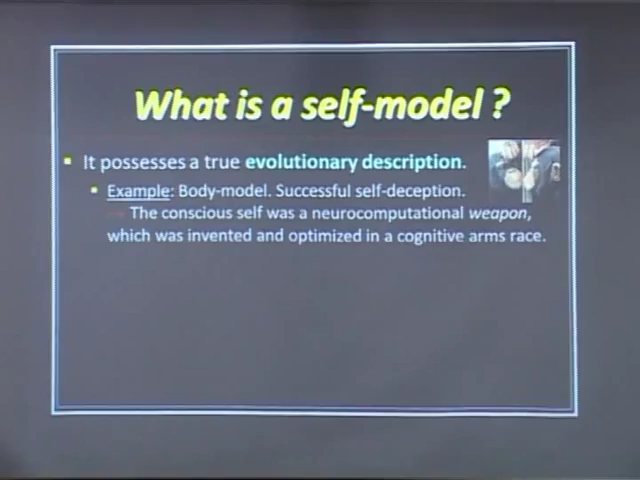 What is a self-model ?
It possesses a true evolutionary description.
Example: Body-model. Successful self-deception.
The conscious self was a neurocomputational weapon,
which was invented and optimized in a cognitive arms race.